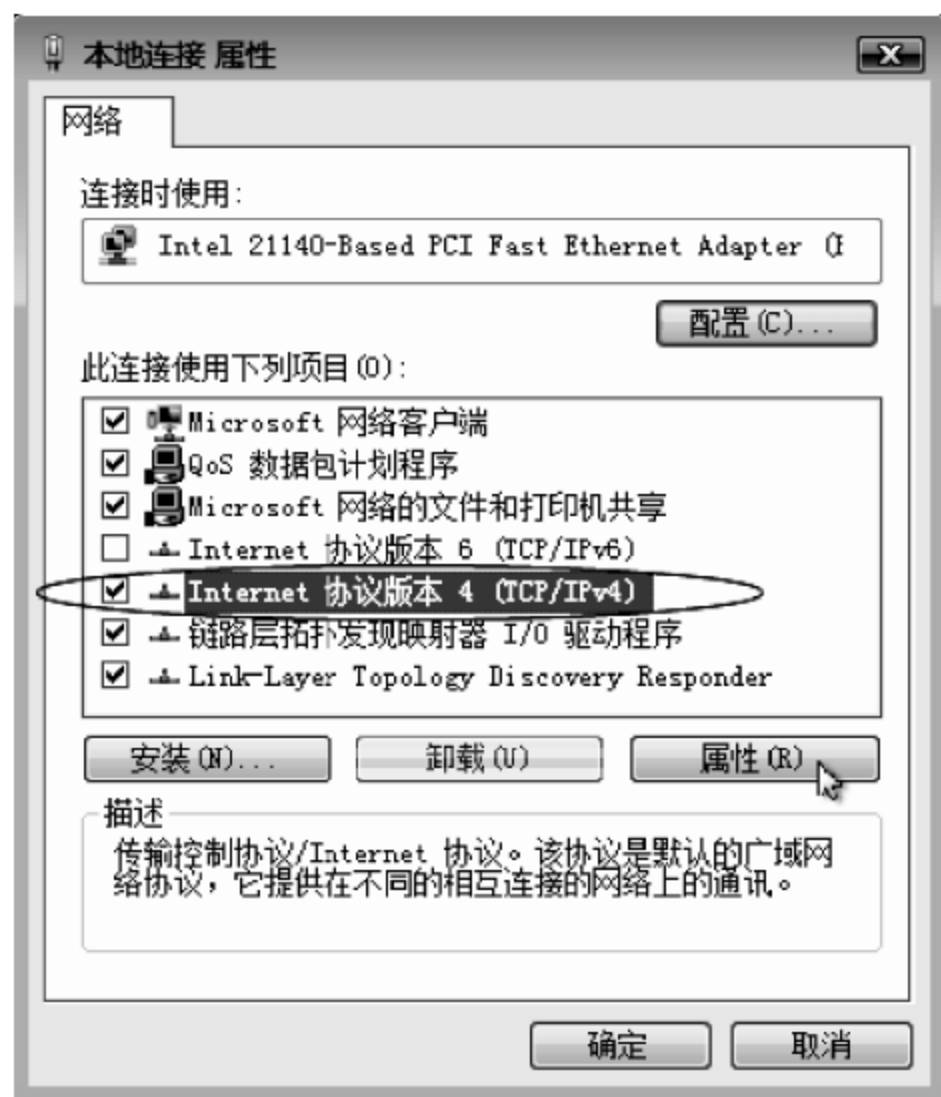 本地连接 属性
网络
连接时使用:
Intel 21140-Based PCI Fast Ethernet Adapter (E
配置(C)...
此连接使用下列项目(O):
Microsoft 网络客户端
QoS 数据包计划程序
Microsoft 网络的文件和打印机共享
Internet 协议版本 6 (TCP/IPv6)
Internet 协议版本 4 (TCP/IPv4)
链路层拓扑发现映射器 I/O 驱动程序
Link-Layer Topology Discovery Responder
安装(N)... 卸载(U) 属性(R)
描述
传输控制协议/Internet 协议。该协议是默认的广域网
络协议，它提供在不同的相互连接的网络上的通讯。
确定 取消